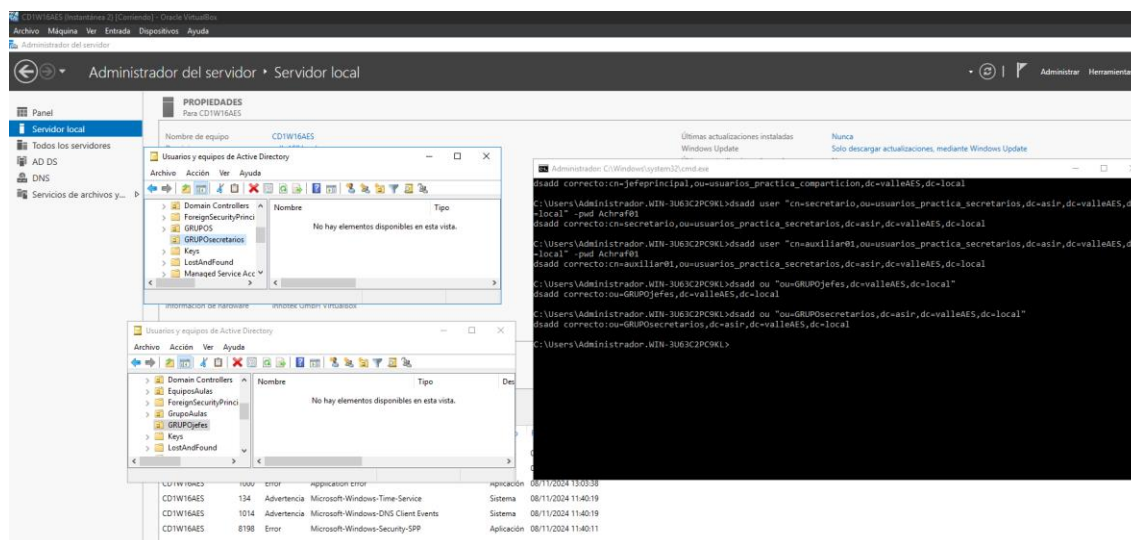 CD1W16AES (Instantánea 2) [Corriendo] - Oracle VirtualBox
Archivo Máquina Ver Entrada Dispositivos Ayuda
Administrador del servidor
Administrador del servidor • Servidor local
Administrar Herramientas
Panel
Servidor local
Todos los servidores
AD DS
DNS
Servicios de archivos y...
PROPIEDADES
Para CD1W16AES
Nombre de equipo CD1W16AES
Últimas actualizaciones instaladas Nunca
Windows Update Solo descargar actualizaciones, mediante Windows Update
Usuarios y equipos de Active Directory
Archivo Acción Ver Ayuda
Domain Controllers
ForeignSecurityPrinci
GRUPOS
GRUPOsecretarios
Keys
LostAndFound
Managed Service Acc
Nombre Tipo
No hay elementos disponibles en esta vista.
Información de hardware innotek GmbH VirtualBox
Usuarios y equipos de Active Directory
Archivo Acción Ver Ayuda
Domain Controllers
EquiposAulas
ForeignSecurityPrinci
GrupoAulas
GRUPOjefes
Keys
LostAndFound
Nombre Tipo Des
No hay elementos disponibles en esta vista.
Administrador: C:\Windows\system32\cmd.exe
dsadd correcto:cn=jefeprincipal,ou=usuarios_practica_comparticion,dc=valleAES,dc=local
C:\Users\Administrador.WIN-3U63C2PC9KL>dsadd user "cn=secretario,ou=usuarios_practica_secretarios,dc=asir,dc=valleAES,d
=local" -pwd Achraf01
dsadd correcto:cn=secretario,ou=usuarios_practica_secretarios,dc=asir,dc=valleAES,dc=local
C:\Users\Administrador.WIN-3U63C2PC9KL>dsadd user "cn=auxiliar01,ou=usuarios_practica_secretarios,dc=asir,dc=valleAES,d
=local" -pwd Achraf01
dsadd correcto:cn=auxiliar01,ou=usuarios_practica_secretarios,dc=asir,dc=valleAES,dc=local
C:\Users\Administrador.WIN-3U63C2PC9KL>dsadd ou "ou=GRUPOjefes,dc=valleAES,dc=local"
dsadd correcto:ou=GRUPOjefes,dc=valleAES,dc=local
C:\Users\Administrador.WIN-3U63C2PC9KL>dsadd ou "ou=GRUPOsecretarios,dc=asir,dc=valleAES,dc=local"
dsadd correcto:ou=GRUPOsecretarios,dc=asir,dc=valleAES,dc=local
C:\Users\Administrador.WIN-3U63C2PC9KL>
CD1W16AES 1000 Error Application Error Aplicación 08/11/2024 13:03:38
CD1W16AES 134 Advertencia Microsoft-Windows-Time-Service Sistema 08/11/2024 11:40:19
CD1W16AES 1014 Advertencia Microsoft-Windows-DNS Client Events Sistema 08/11/2024 11:40:19
CD1W16AES 8198 Error Microsoft-Windows-Security-SPP Aplicación 08/11/2024 11:40:11